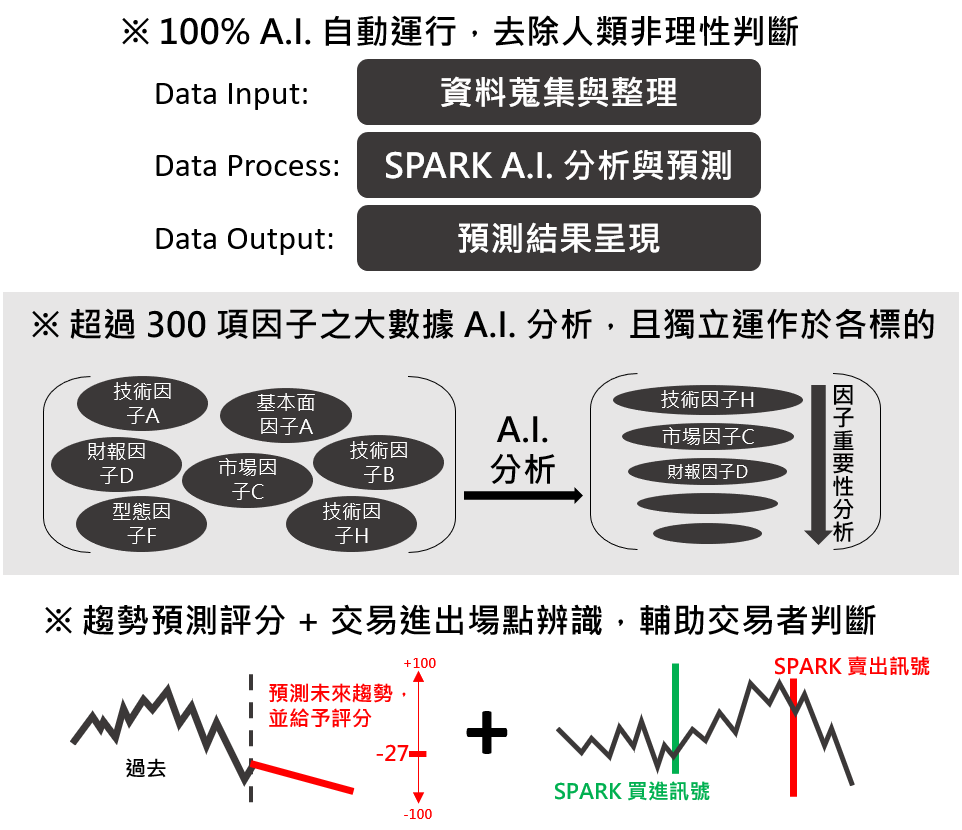 ※ 100% A.I. 自動運行，去除人類非理性判斷
Data Input:
資料蒐集與整理
Data Process:
SPARK A.I. 分析與預測
Data Output:
預測結果呈現
※ 超過 300 項因子之大數據 A.I. 分析，且獨立運作於各標的
技術因
子A
基本面
因子A
財報因
子D
市場因
子C
技術因
子B
型態因
子F
技術因
子H
A.I.
分析
技術因子H
市場因子C
財報因子D
因子重要性分析
※ 趨勢預測評分 + 交易進出場點辨識，輔助交易者判斷
過去
預測未來趨勢，
並給予評分
+100
-27
-100
+
SPARK 買進訊號
SPARK 賣出訊號